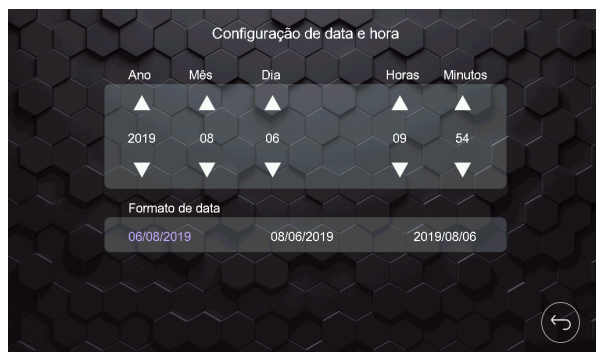 Configuração de data e hora
Ano Mês Dia Horas Minutos
2019 08 06 09 54
Formato de data
06/08/2019 08/06/2019 2019/08/06